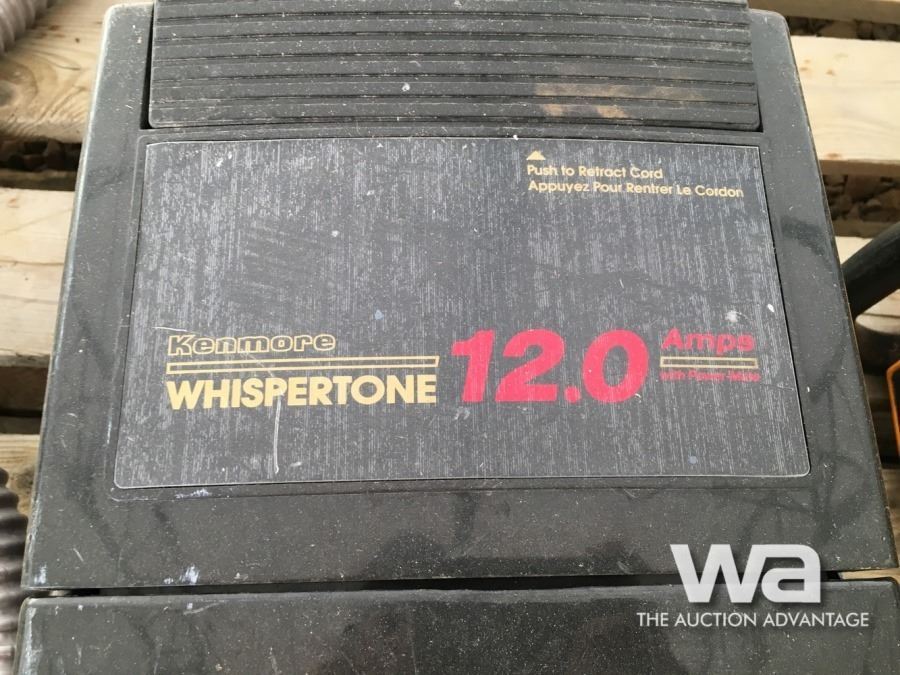 Push to Retract Cord
Appuyez Pour Rentrer Le Cordon
Kenmore
WHISPERTONE 12.0 Amps
with Power-Mate
wa
THE AUCTION ADVANTAGE